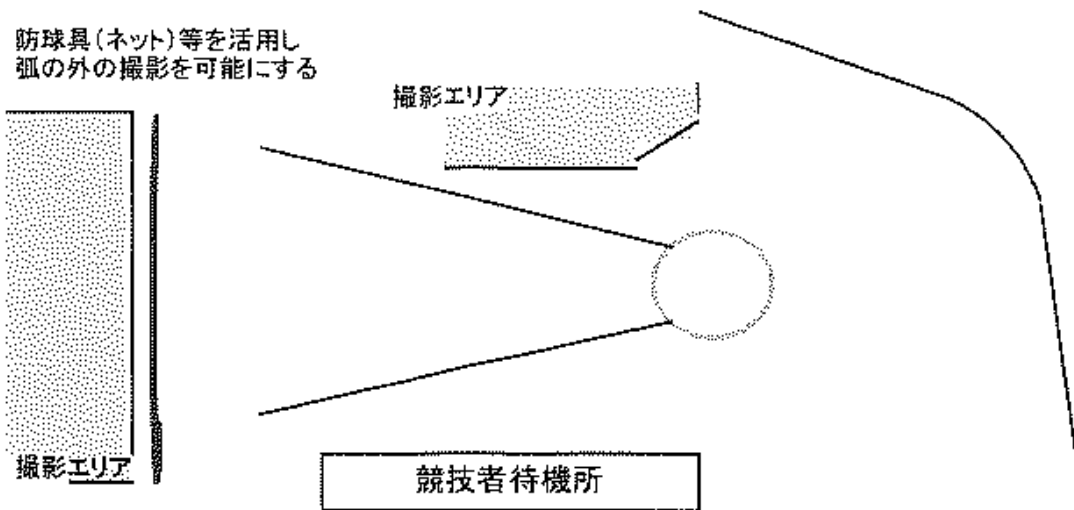 防球具(ネット)等を活用し
弧の外の撮影を可能にする
撮影エリア
撮影エリア
競技者待機所